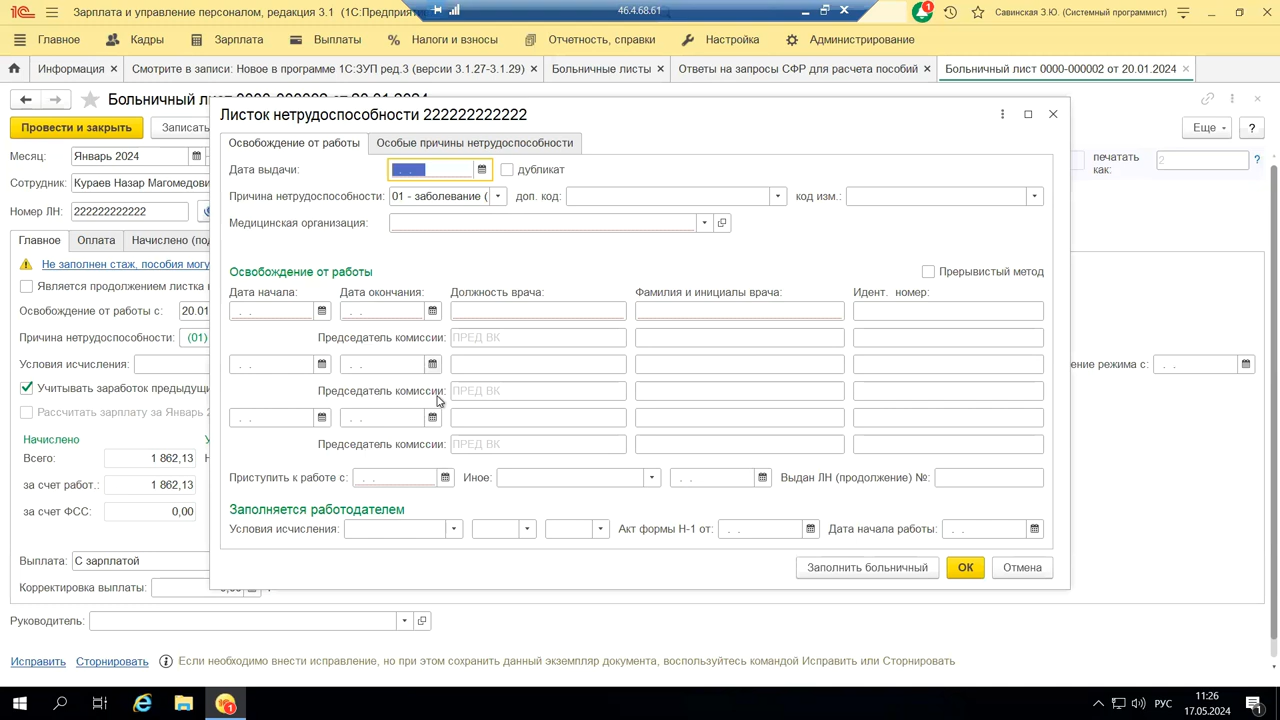 Зарплата и управление персоналом, редакция 3.1 (1С:Предприятие
46.4.68.61
1
Савинская З.Ю. (Системный программист)
Главное
Кадры
Зарплата
Выплаты
Налоги и взносы
Отчетность, справки
Настройка
Администрирование
Информация
Смотрите в записи: Новое в программе 1С:ЗУП ред.3 (версии 3.1.27-3.1.29)
Больничные листы
Ответы на запросы СФР для расчета пособий
Больничный лист 0000-000002 от 20.01.2024
Больничный лист 0000-000002 от 20.01.2024
Провести и закрыть
Записать
Еще
?
Месяц:
Январь 2024
печатать как:
2
?
Сотрудник:
Кураев Назар Магомедови
Номер ЛН:
222222222222
Главное
Оплата
Начислено (под
Не заполнен стаж, пособия могу
Является продолжением листка н
Освобождение от работы с:
20.01
Причина нетрудоспособности:
(01)
Условия исчисления:
ение режима с:
Учитывать заработок предыдущи
Рассчитать зарплату за Январь 2
Начислено
У
Всего:
1 862,13
Н
за счет работ.:
1 862,13
за счет ФСС:
0,00
Выплата:
С зарплатой
Корректировка выплаты:
0,00
?
Руководитель:
Исправить
Сторнировать
Если необходимо внести исправление, но при этом сохранить данный экземпляр документа, воспользуйтесь командой Исправить или Сторнировать
Листок нетрудоспособности 222222222222
Освобождение от работы
Особые причины нетрудоспособности
Дата выдачи:
дубликат
Причина нетрудоспособности:
01 - заболевание (
доп. код:
код изм.:
Медицинская организация:
Освобождение от работы
Прерывистый метод
Дата начала:
Дата окончания:
Должность врача:
Фамилия и инициалы врача:
Идент. номер:
Председатель комиссии:
ПРЕД ВК
Председатель комиссии:
ПРЕД ВК
Председатель комиссии:
ПРЕД ВК
Приступить к работе с:
Иное:
Выдан ЛН (продолжение) №:
Заполняется работодателем
Условия исчисления:
Акт формы Н-1 от:
Дата начала работы:
Заполнить больничный
ОК
Отмена
1
РУС
11:26
17.05.2024
1